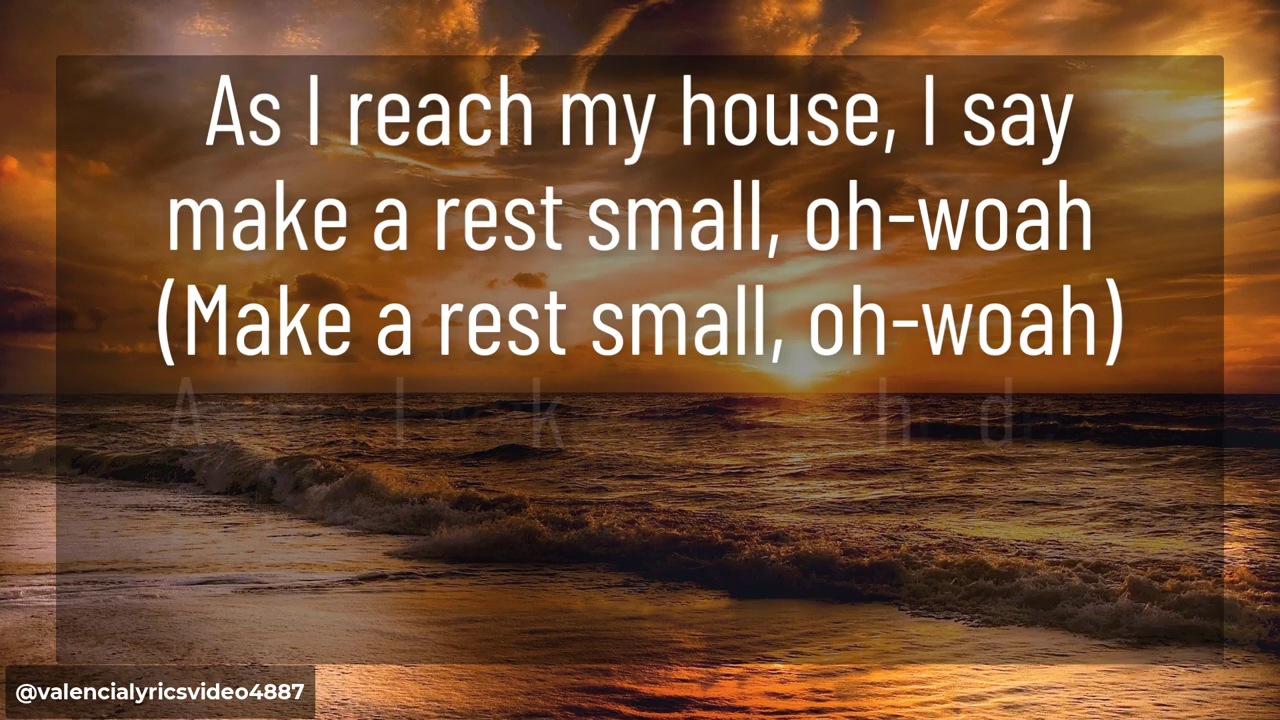 As I reach my house, I say
make a rest small, oh-woah
(Make a rest small, oh-woah)
@valencialyricsvideo4887